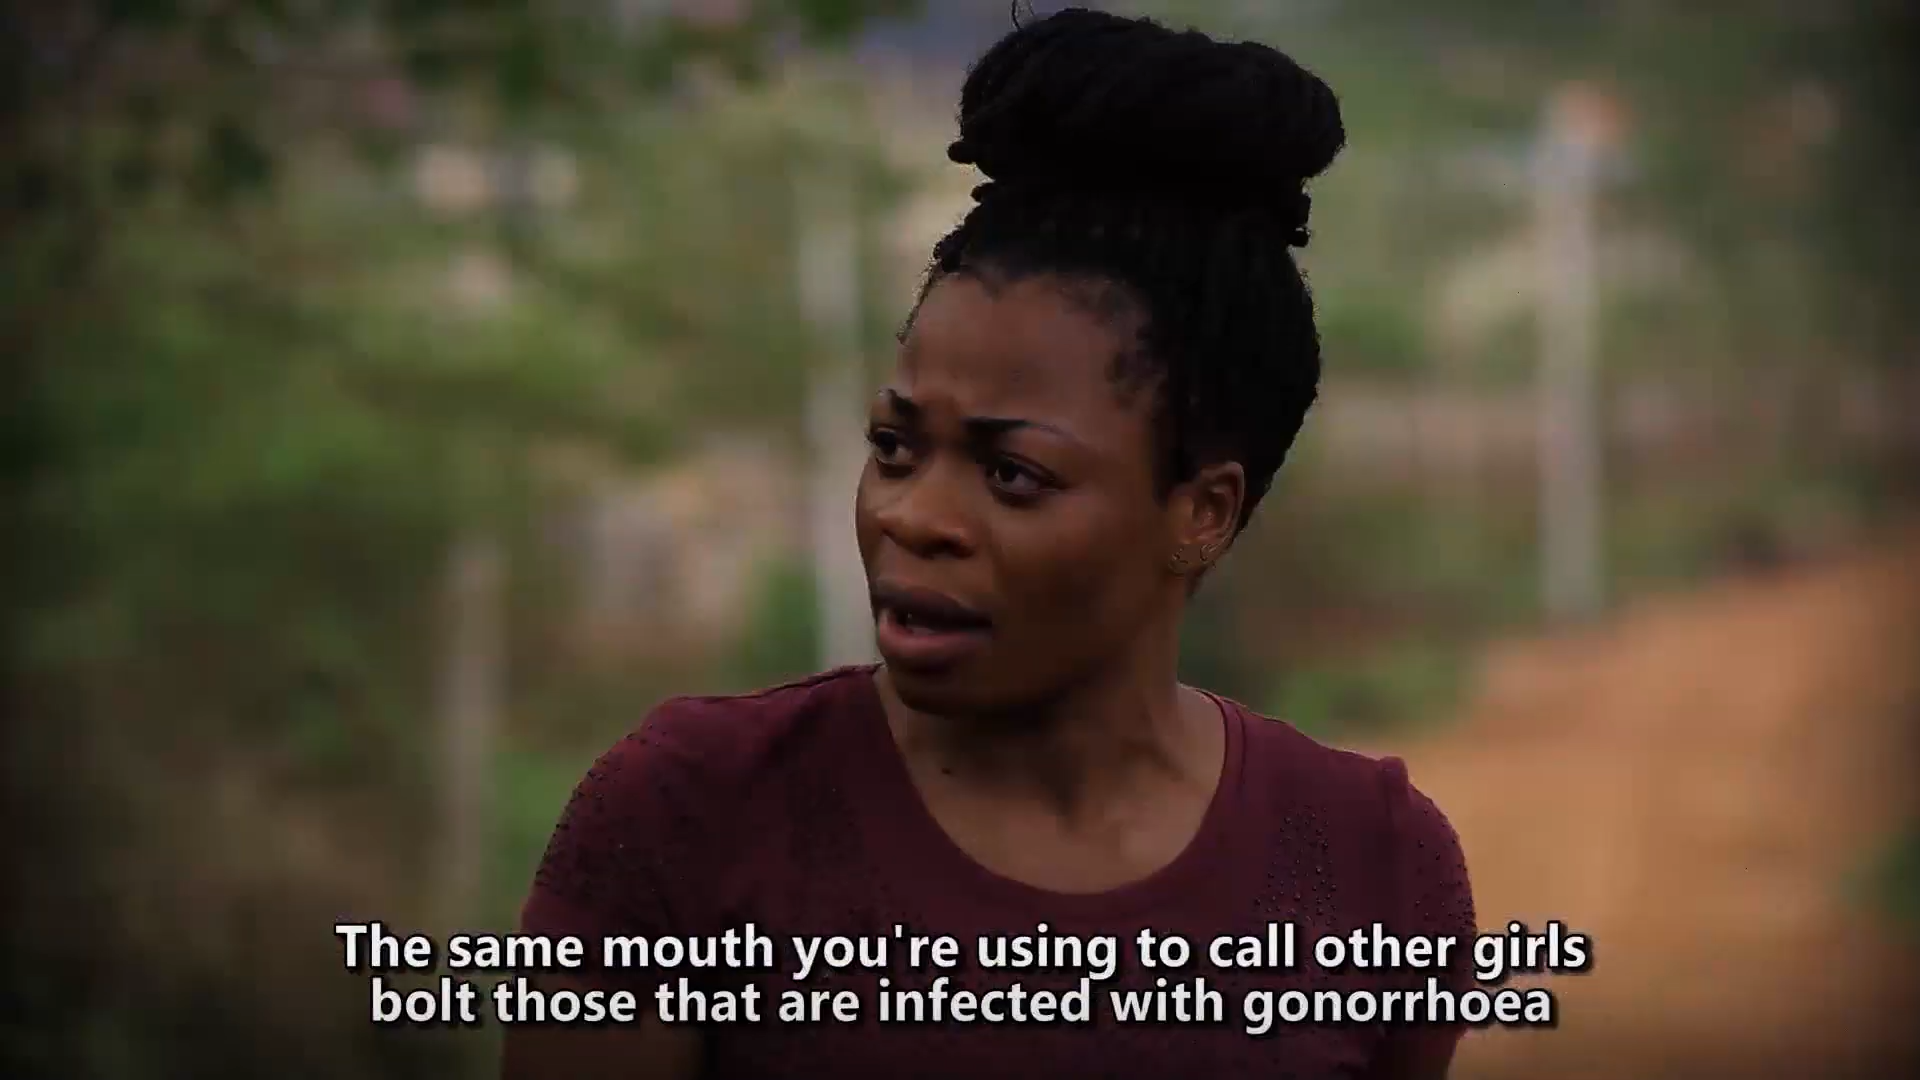 The same mouth you're using to call other girls
bolt those that are infected with gonorrhoea